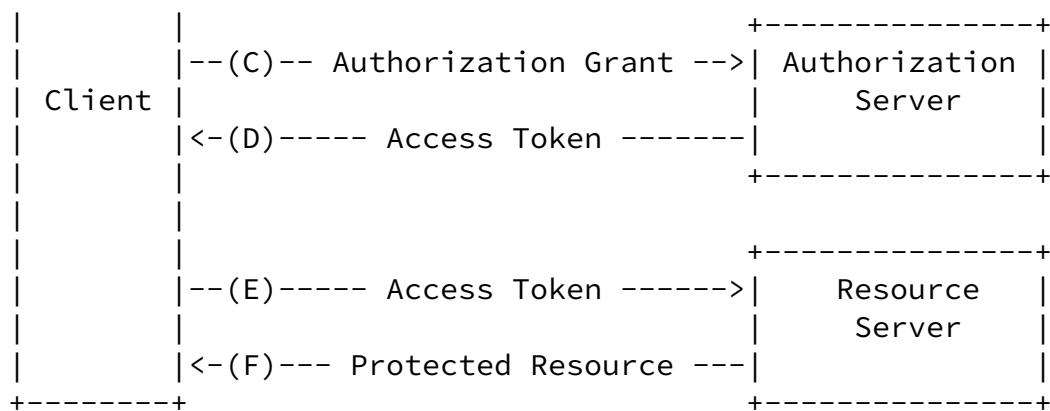 |        |                               +---------------+
|        |--(C)-- Authorization Grant -->| Authorization |
| Client |                               |     Server    |
|        |<-(D)----- Access Token -------|               |
|        |                               +---------------+
|        |
|        |                               +---------------+
|        |--(E)----- Access Token ------>|    Resource   |
|        |                               |     Server    |
|        |<-(F)--- Protected Resource ---|               |
+--------+                               +---------------+